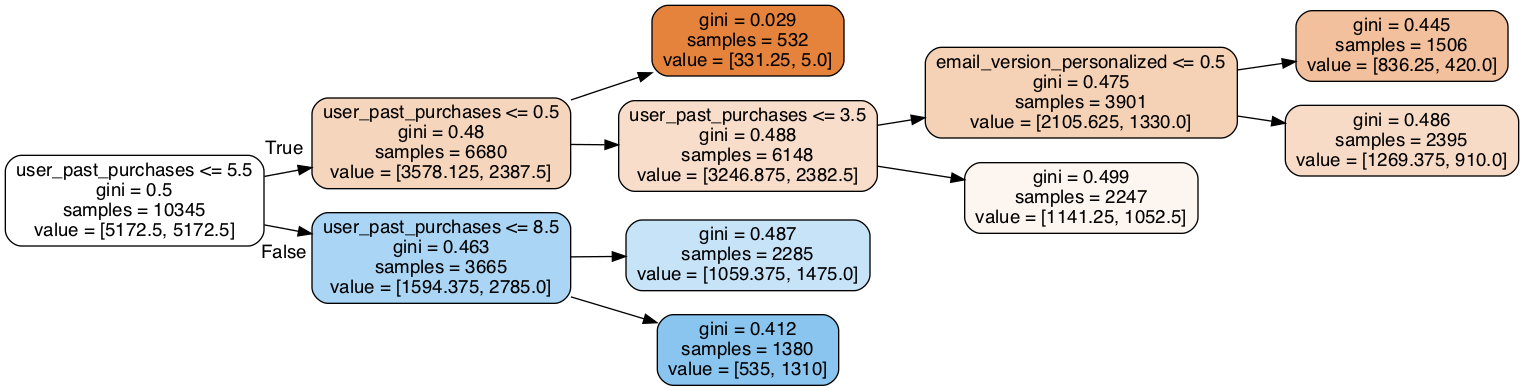 user_past_purchases <= 5.5
gini = 0.5
samples = 10345
value = [5172.5, 5172.5]
True
False
user_past_purchases <= 0.5
gini = 0.48
samples = 6680
value = [3578.125, 2387.5]
user_past_purchases <= 8.5
gini = 0.463
samples = 3665
value = [1594.375, 2785.0]
gini = 0.029
samples = 532
value = [331.25, 5.0]
user_past_purchases <= 3.5
gini = 0.488
samples = 6148
value = [3246.875, 2382.5]
gini = 0.487
samples = 2285
value = [1059.375, 1475.0]
gini = 0.412
samples = 1380
value = [535, 1310]
email_version_personalized <= 0.5
gini = 0.475
samples = 3901
value = [2105.625, 1330.0]
gini = 0.499
samples = 2247
value = [1141.25, 1052.5]
gini = 0.445
samples = 1506
value = [836.25, 420.0]
gini = 0.486
samples = 2395
value = [1269.375, 910.0]